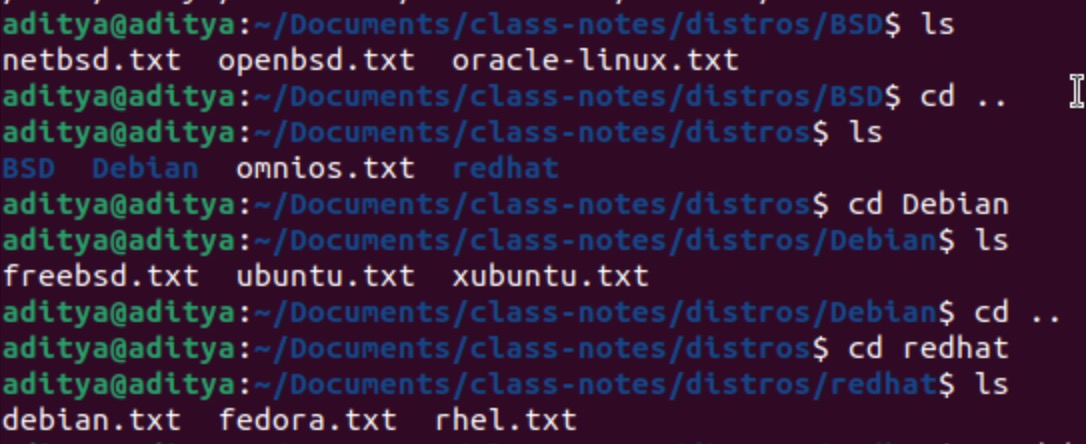 aditya@aditya:~/Documents/class-notes/distros/BSD$ ls
netbsd.txt  openbsd.txt  oracle-linux.txt
aditya@aditya:~/Documents/class-notes/distros/BSD$ cd ..
aditya@aditya:~/Documents/class-notes/distros$ ls
BSD  Debian  omnios.txt  redhat
aditya@aditya:~/Documents/class-notes/distros$ cd Debian
aditya@aditya:~/Documents/class-notes/distros/Debian$ ls
freebsd.txt  ubuntu.txt  xubuntu.txt
aditya@aditya:~/Documents/class-notes/distros/Debian$ cd ..
aditya@aditya:~/Documents/class-notes/distros$ cd redhat
aditya@aditya:~/Documents/class-notes/distros/redhat$ ls
debian.txt  fedora.txt  rhel.txt